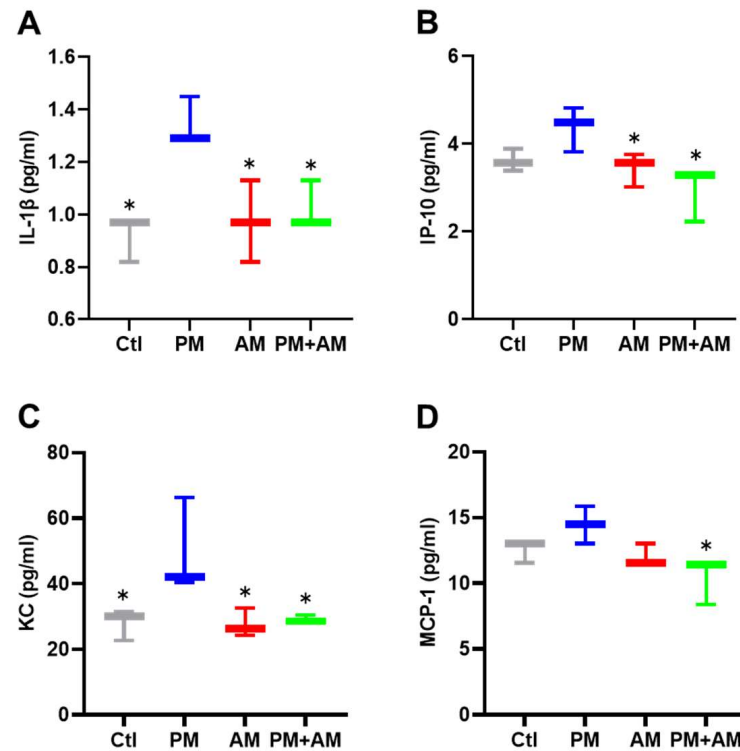 A
IL-1β (pg/ml)
1.6
1.4
1.2
1.0
0.8
0.6
*
*
*
Ctl PM AM PM+AM
B
IP-10 (pg/ml)
6
4
2
0
*
*
Ctl PM AM PM+AM
C
KC (pg/ml)
80
60
40
20
0
*
*
*
Ctl PM AM PM+AM
D
MCP-1 (pg/ml)
20
15
10
5
0
*
Ctl PM AM PM+AM